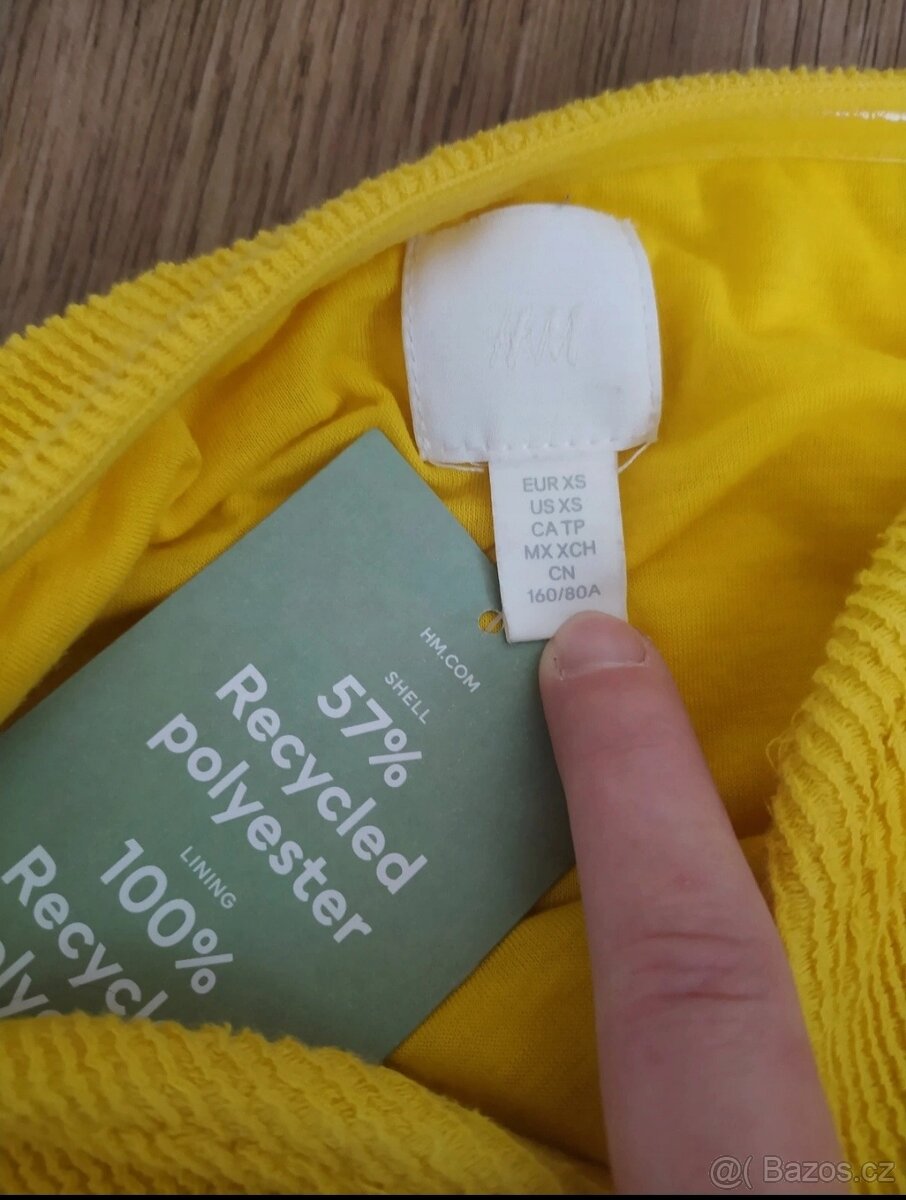 H&M
EUR XS
US XS
CA TP
MX XCH
CN
160/80A
HM.COM
SHELL
57%
Recycled
polyester
LINING
100%
@( Bazos.cz